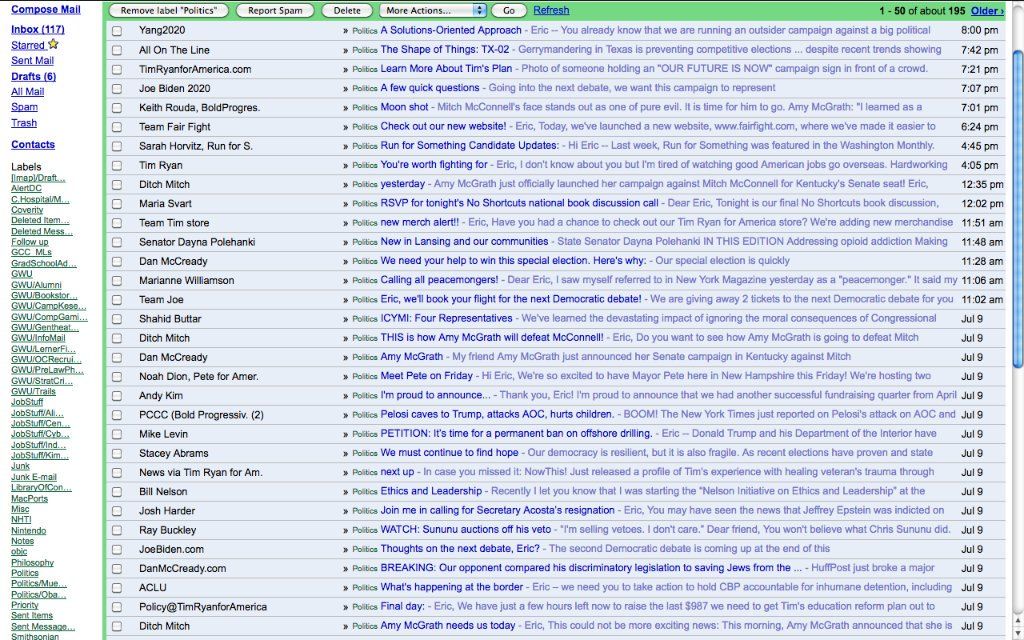 Compose Mail
Inbox (117)
Starred
Sent Mail
Drafts (6)
All Mail
Spam
Trash
Contacts
Labels
[Imap]/Draft...
AlertDC
C.Hospital/M...
Coverity
Deleted Item...
Deleted Mess...
Follow up
GCC_MLs
GradSchoolAd...
GWU
GWU/Alumni
GWU/Bookstor...
GWU/CampKese...
GWU/CompGami...
GWU/Gentheat...
GWU/InfoMail
GWU/LernerFi...
GWU/OCRecrui...
GWU/PreLawPh...
GWU/StratCri...
GWU/Trails
JobStuff
JobStuff/Ali...
JobStuff/Cen...
JobStuff/Cyb...
JobStuff/Ind...
JobStuff/Kim...
Junk
Junk E-mail
LibraryOfCon...
MacPorts
Misc
NHTI
Nintendo
Notes
obic
Philosophy
Politics
Politics/Mue...
Politics/Oba...
Priority
Sent Items
Sent Message...
Smithsonian
Remove label "Politics" Report Spam Delete More Actions... Go Refresh 1 - 50 of about 195 Older ›
Yang2020 » Politics A Solutions-Oriented Approach - Eric -- You already know that we are running an outsider campaign against a big political 8:00 pm
All On The Line » Politics The Shape of Things: TX-02 - Gerrymandering in Texas is preventing competitive elections ... despite recent trends showing 7:42 pm
TimRyanforAmerica.com » Politics Learn More About Tim's Plan - Photo of someone holding an "OUR FUTURE IS NOW" campaign sign in front of a crowd. 7:21 pm
Joe Biden 2020 » Politics A few quick questions - Going into the next debate, we want this campaign to represent 7:07 pm
Keith Rouda, BoldProgres. » Politics Moon shot - Mitch McConnell's face stands out as one of pure evil. It is time for him to go. Amy McGrath: "I learned as a 7:01 pm
Team Fair Fight » Politics Check out our new website! - Eric, Today, we've launched a new website, www.fairfight.com, where we've made it easier to 6:24 pm
Sarah Horvitz, Run for S. » Politics Run for Something Candidate Updates: - Hi Eric -- Last week, Run for Something was featured in the Washington Monthly. 4:45 pm
Tim Ryan » Politics You're worth fighting for - Eric, I don't know about you but I'm tired of watching good American jobs go overseas. Hardworking 4:05 pm
Ditch Mitch » Politics yesterday - Amy McGrath just officially launched her campaign against Mitch McConnell for Kentucky's Senate seat! Eric, 12:35 pm
Maria Svart » Politics RSVP for tonight's No Shortcuts national book discussion call - Dear Eric, Tonight is our final No Shortcuts book discussion, 12:02 pm
Team Tim store » Politics new merch alert!! - Eric, Have you had a chance to check out our Tim Ryan for America store? We're adding new merchandise 11:51 am
Senator Dayna Polehanki » Politics New in Lansing and our communities - State Senator Dayna Polehanki IN THIS EDITION Addressing opioid addiction Making 11:48 am
Dan McCready » Politics We need your help to win this special election. Here's why: - Our special election is quickly 11:28 am
Marianne Williamson » Politics Calling all peacemongers! - Dear Eric, I saw myself referred to in New York Magazine yesterday as a "peacemonger." It said my 11:06 am
Team Joe » Politics Eric, we'll book your flight for the next Democratic debate! - We are giving away 2 tickets to the next Democratic debate for you 11:02 am
Shahid Buttar » Politics ICYMI: Four Representatives - We've learned the devastating impact of ignoring the moral consequences of Congressional Jul 9
Ditch Mitch » Politics THIS is how Amy McGrath will defeat McConnell! - Eric, Do you want to see how Amy McGrath is going to defeat Mitch Jul 9
Dan McCready » Politics Amy McGrath - My friend Amy McGrath just announced her Senate campaign in Kentucky against Mitch Jul 9
Noah Dion, Pete for Amer. » Politics Meet Pete on Friday - Hi Eric, We're so excited to have Mayor Pete here in New Hampshire this Friday! We're hosting two Jul 9
Andy Kim » Politics I'm proud to announce... - Thank you, Eric! I'm proud to announce that we had another successful fundraising quarter from April Jul 9
PCCC (Bold Progressiv. (2) » Politics Pelosi caves to Trump, attacks AOC, hurts children. - BOOM! The New York Times just reported on Pelosi's attack on AOC and Jul 9
Mike Levin » Politics PETITION: It's time for a permanent ban on offshore drilling. - Eric -- Donald Trump and his Department of the Interior have Jul 9
Stacey Abrams » Politics We must continue to find hope - Our democracy is resilient, but it is also fragile. As recent elections have proven and state Jul 9
News via Tim Ryan for Am. » Politics next up - In case you missed it: NowThis! Just released a profile of Tim's experience with healing veteran's trauma through Jul 9
Bill Nelson » Politics Ethics and Leadership - Recently I let you know that I was starting the "Nelson Initiative on Ethics and Leadership" at the Jul 9
Josh Harder » Politics Join me in calling for Secretary Acosta's resignation - Eric, You may have seen the news that Jeffrey Epstein was indicted on Jul 9
Ray Buckley » Politics WATCH: Sununu auctions off his veto - "I'm selling vetoes. I don't care." Dear friend, You won't believe what Chris Sununu did. Jul 9
JoeBiden.com » Politics Thoughts on the next debate, Eric? - The second Democratic debate is coming up at the end of this Jul 9
DanMcCready.com » Politics BREAKING: Our opponent compared his discriminatory legislation to saving Jews from the ... - HuffPost just broke a major Jul 9
ACLU » Politics What's happening at the border - Eric -- we need you to take action to hold CBP accountable for inhumane detention, including Jul 9
Policy@TimRyanforAmerica » Politics Final day: - Eric, We have just a few hours left now to raise the last $987 we need to get Tim's education reform plan out to Jul 9
Ditch Mitch » Politics Amy McGrath needs us today - Eric, This could not be more exciting news: This morning, Amy McGrath announced that she is Jul 9